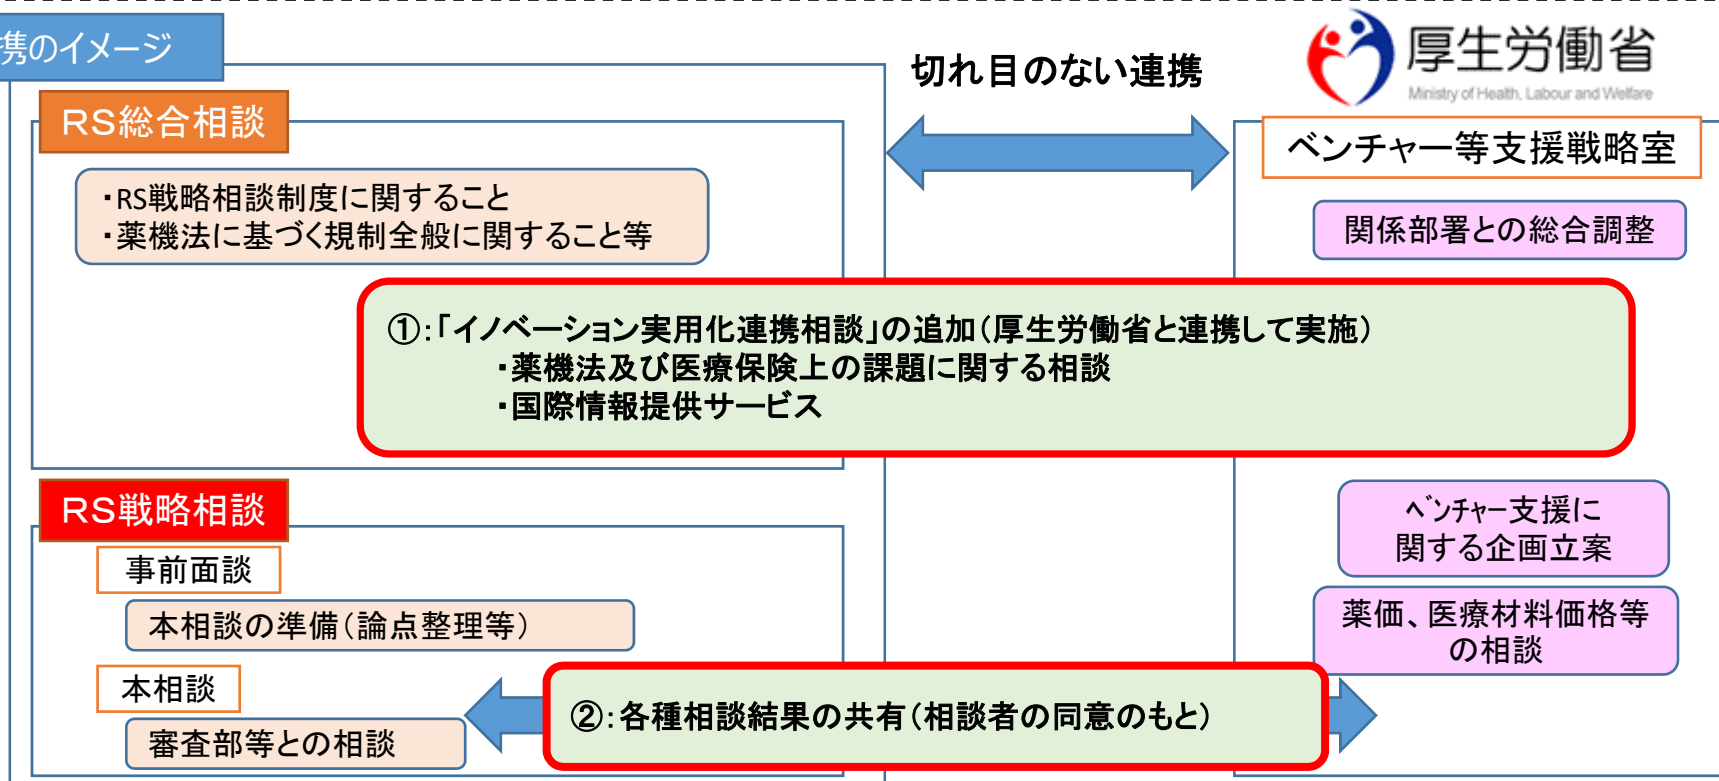 携のイメージ
切れ目のない連携
厚生労働省
Ministry of Health, Labour and Welfare
RS総合相談
・RS戦略相談制度に関すること
・薬機法に基づく規制全般に関すること等
ベンチャー等支援戦略室
関係部署との総合調整
①:「イノベーション実用化連携相談」の追加(厚生労働省と連携して実施)
・薬機法及び医療保険上の課題に関する相談
・国際情報提供サービス
RS戦略相談
事前面談
本相談の準備(論点整理等)
本相談
審査部等との相談
ベンチャー支援に
関する企画立案
薬価、医療材料価格等
の相談
②:各種相談結果の共有(相談者の同意のもと)